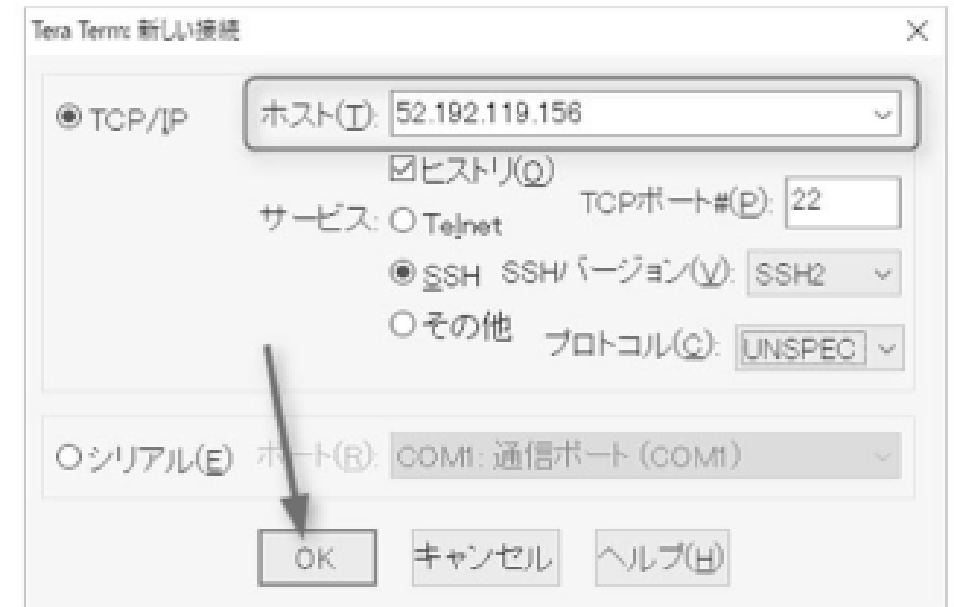 Tera Term: 新しい接続
TCP/IP
ホスト(T): 52.192.119.156
ヒストリ(O)
サービス: Telnet
TCPポート#(P): 22
SSH SSHバージョン(V): SSH2
その他
プロトコル(C): UNSPEC
シリアル(E) ポート(R): COM1: 通信ポート (COM1)
OK キャンセル ヘルプ(H)